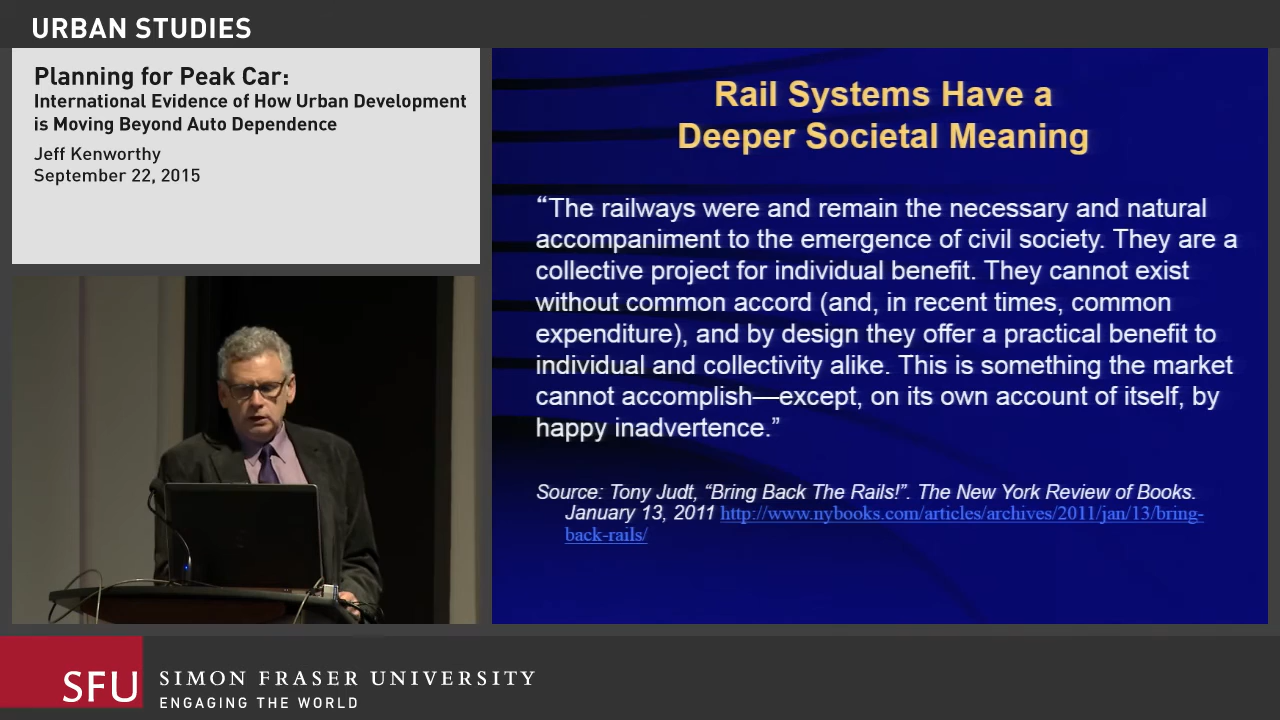 URBAN STUDIES
Planning for Peak Car:
International Evidence of How Urban Development
is Moving Beyond Auto Dependence
Jeff Kenworthy
September 22, 2015
Rail Systems Have a
Deeper Societal Meaning
“The railways were and remain the necessary and natural
accompaniment to the emergence of civil society. They are a
collective project for individual benefit. They cannot exist
without common accord (and, in recent times, common
expenditure), and by design they offer a practical benefit to
individual and collectivity alike. This is something the market
cannot accomplish—except, on its own account of itself, by
happy inadvertence.”
Source: Tony Judt, “Bring Back The Rails!”. The New York Review of Books.
January 13, 2011 http://www.nybooks.com/articles/archives/2011/jan/13/bring-
back-rails/
SFU SIMON FRASER UNIVERSITY
ENGAGING THE WORLD